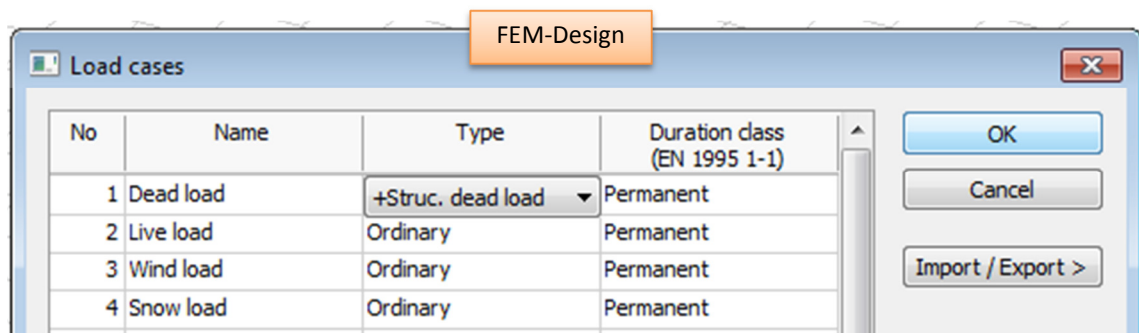 FEM-Design
Load cases
No Name Type Duration class
(EN 1995 1-1)
1 Dead load +Struc. dead load Permanent
2 Live load Ordinary Permanent
3 Wind load Ordinary Permanent
4 Snow load Ordinary Permanent
OK
Cancel
Import / Export >